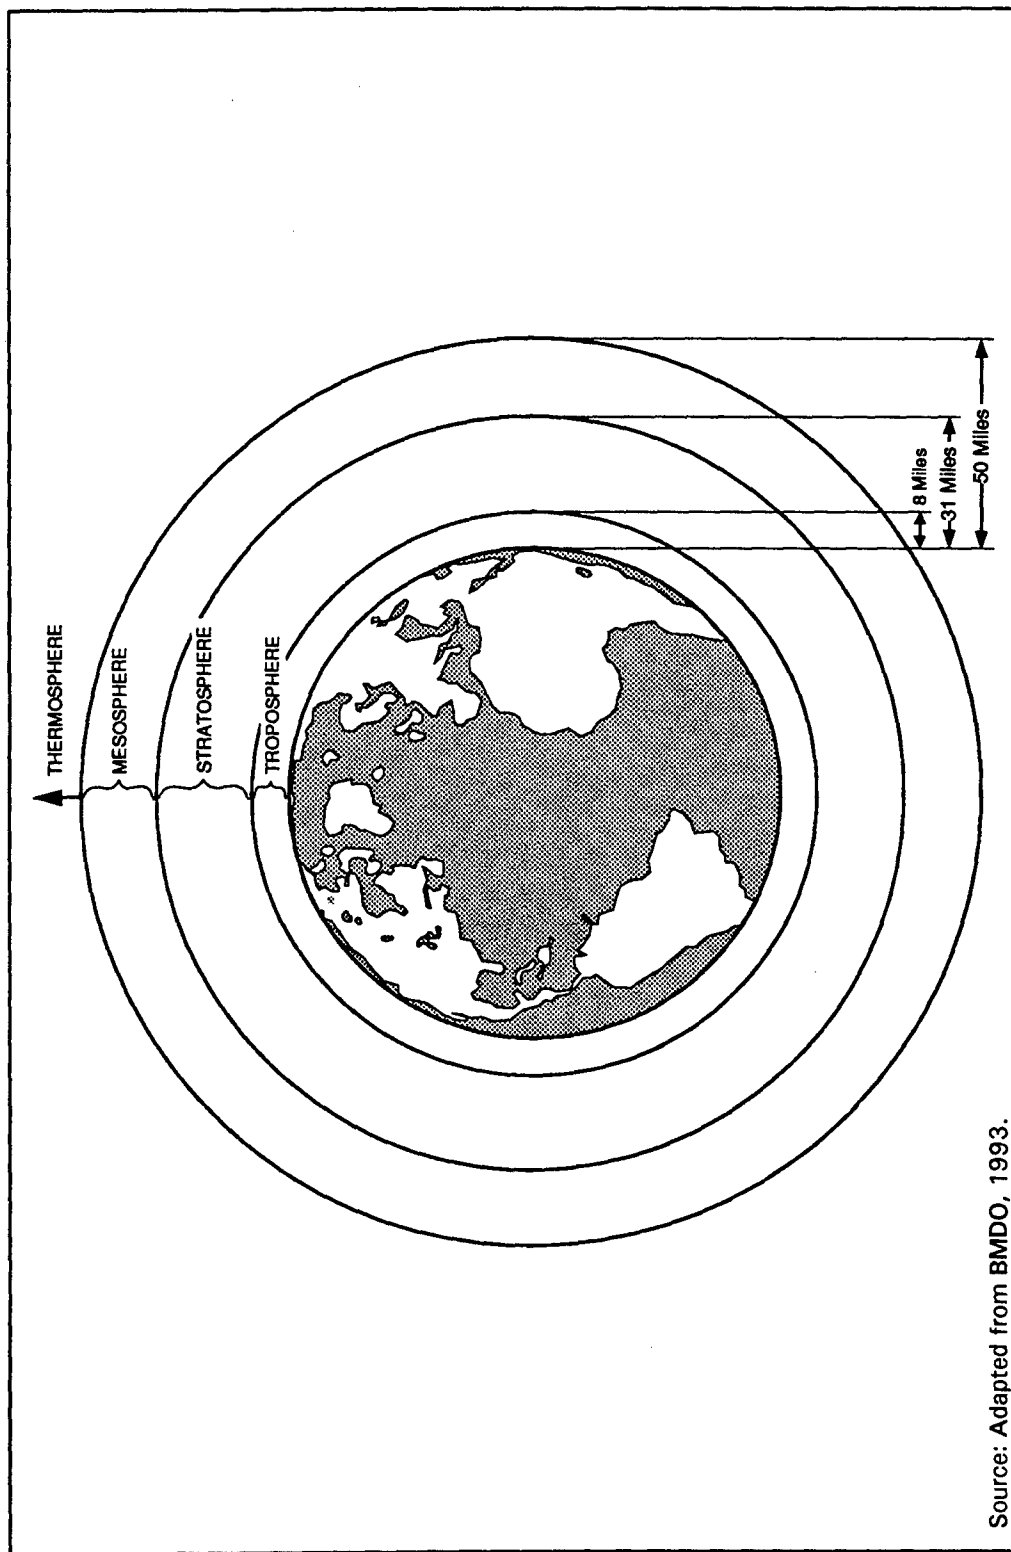 THERMOSPHERE
MESOSPHERE
STRATOSPHERE
TROPOSPHERE
8 Miles
31 Miles
50 Miles
Source: Adapted from BMDO, 1993.